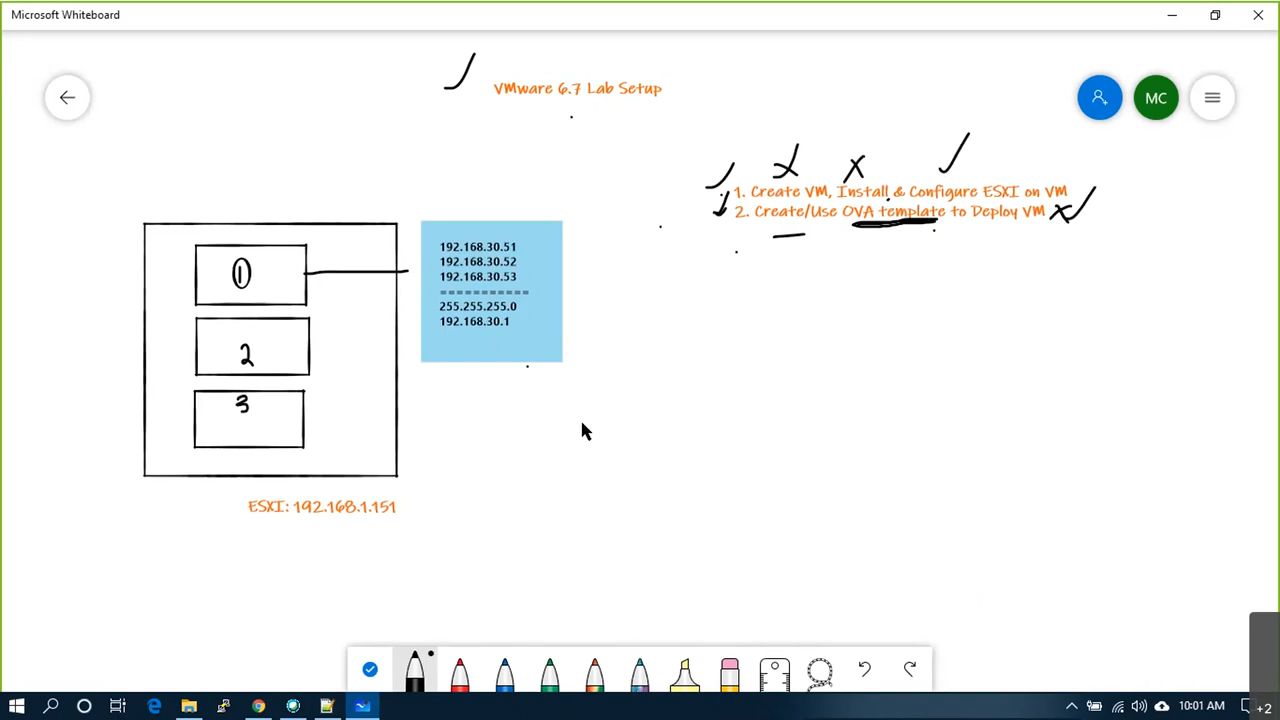 Microsoft Whiteboard
VMware 6.7 Lab Setup
MC
1. Create VM, Install & Configure ESXI on VM
2. Create/Use OVA template to Deploy VM
1
2
3
192.168.30.51
192.168.30.52
192.168.30.53
===========
255.255.255.0
192.168.30.1
ESXI: 192.168.1.151
10:01 AM
+2